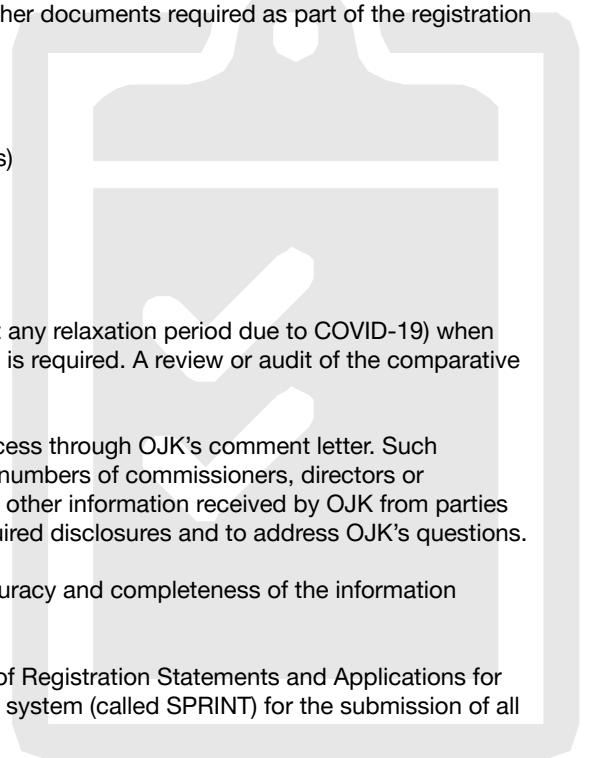 her documents required as part of the registration
s)
any relaxation period due to COVID-19) when
is required. A review or audit of the comparative
cess through OJK's comment letter. Such
numbers of commissioners, directors or
other information received by OJK from parties
uired disclosures and to address OJK's questions.
uracy and completeness of the information
of Registration Statements and Applications for
system (called SPRINT) for the submission of all